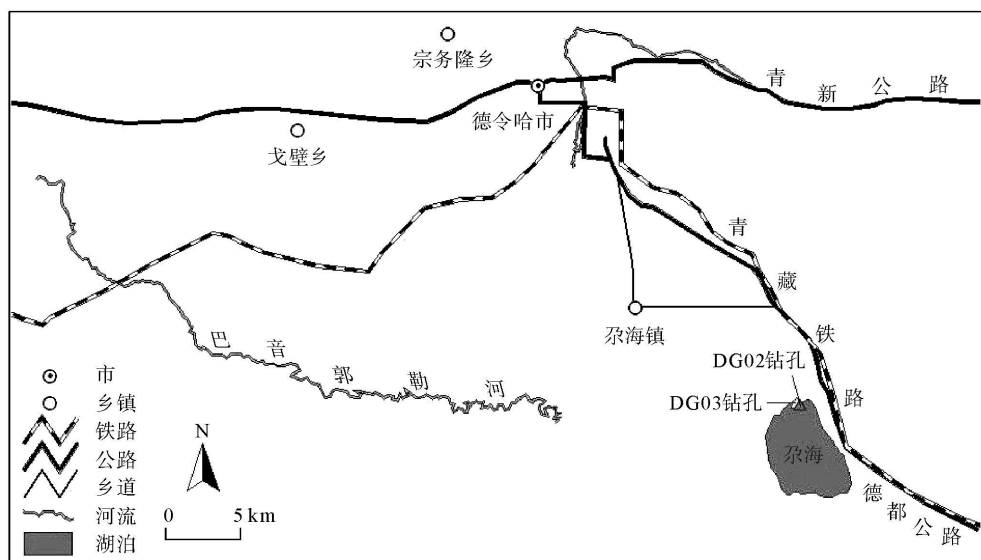 宗务隆乡
青新公路
德令哈市
戈壁乡
青藏铁路
尕海镇
巴音郭勒河
DG02钻孔
DG03钻孔
尕海
德都公路
市
乡镇
铁路
公路
乡道
河流
湖泊
N
0 5 km